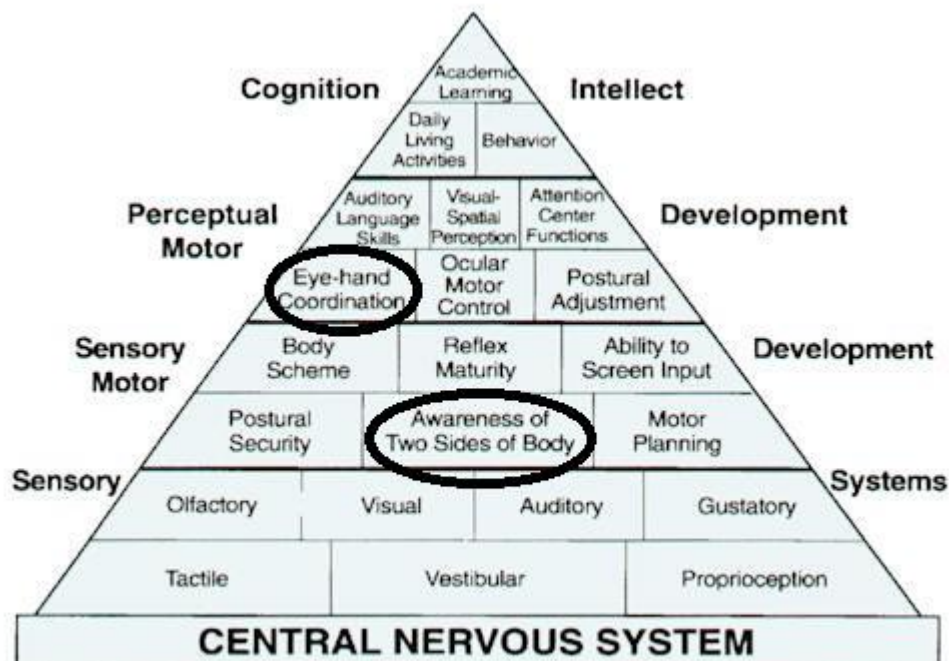 Cognition
Intellect
Academic
Learning
Daily
Living
Activities
Behavior
Perceptual
Motor
Development
Auditory
Language
Skills
Visual-
Spatial
Perception
Attention
Center
Functions
Eye-hand
Coordination
Ocular
Motor
Control
Postural
Adjustment
Sensory
Motor
Development
Body
Scheme
Reflex
Maturity
Ability to
Screen Input
Postural
Security
Awareness of
Two Sides of Body
Motor
Planning
Sensory
Systems
Olfactory
Visual
Auditory
Gustatory
Tactile
Vestibular
Proprioception
CENTRAL NERVOUS SYSTEM